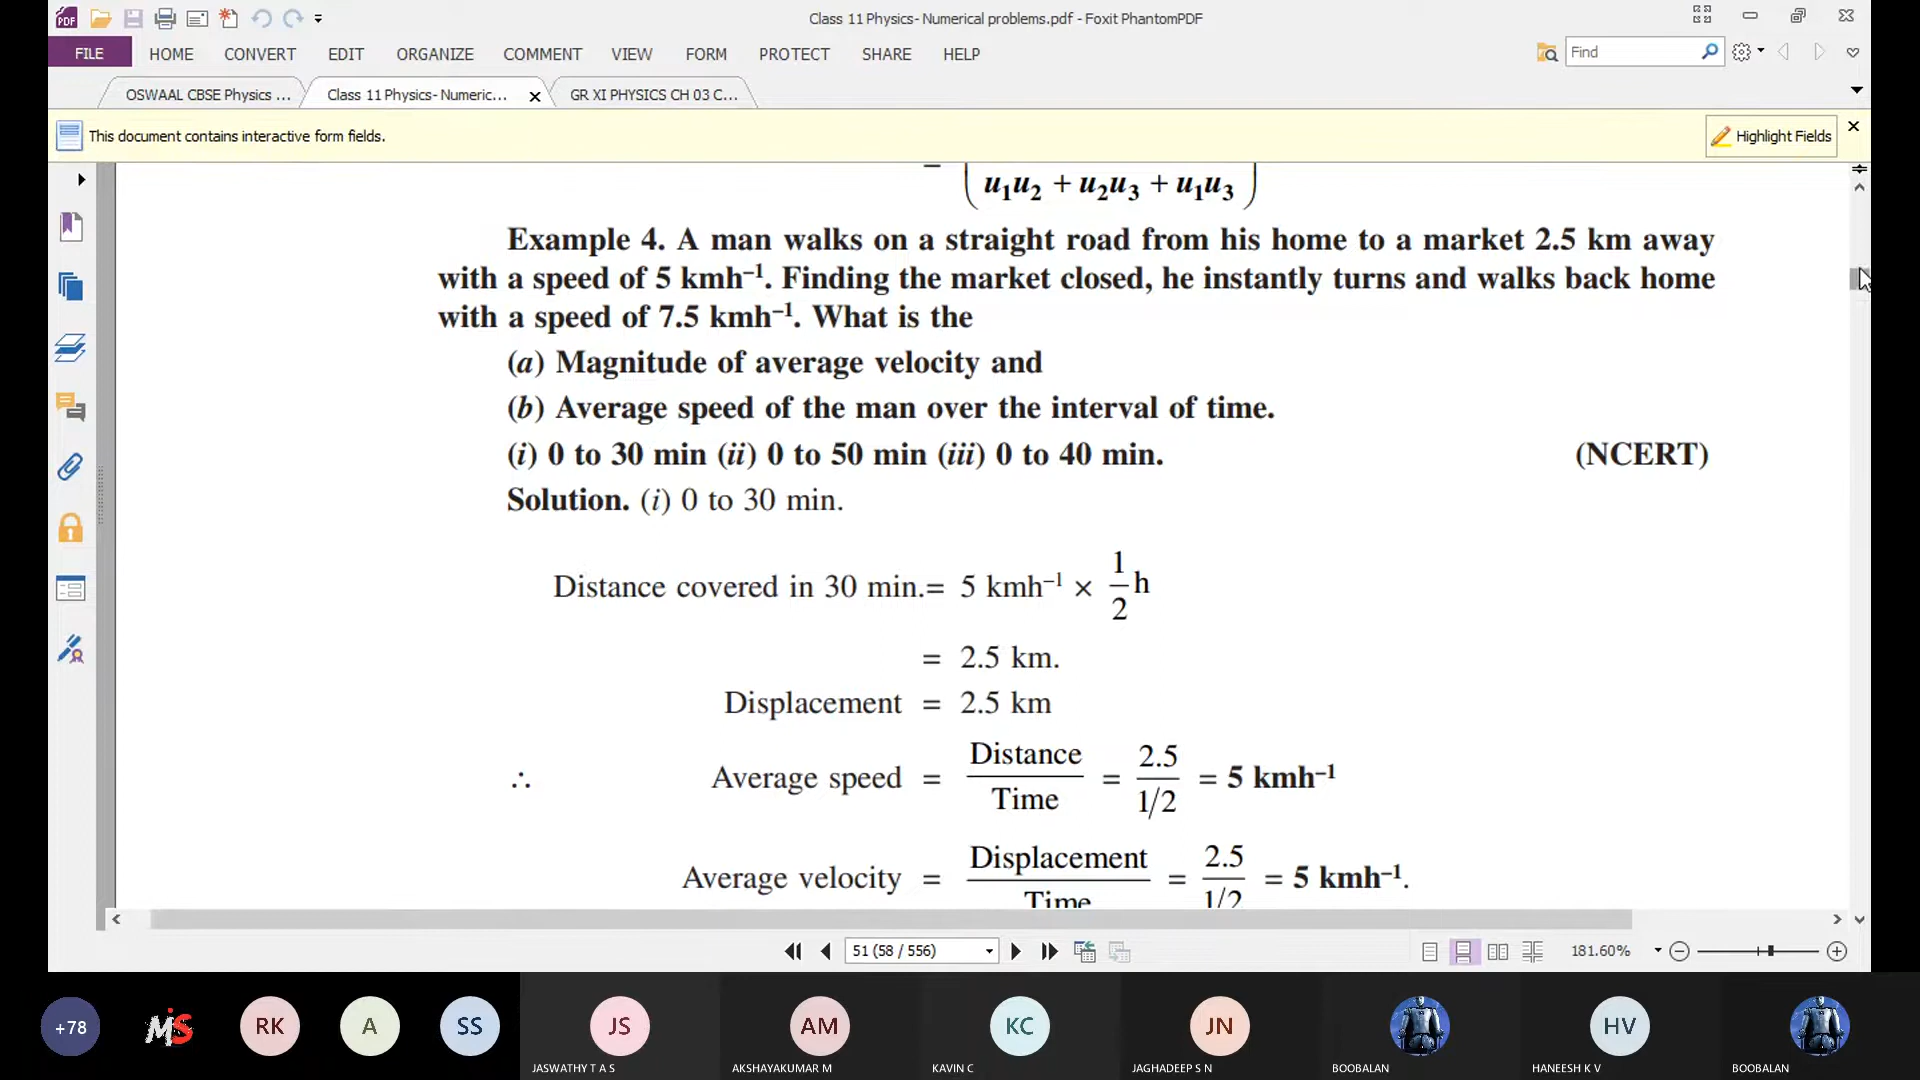 Class 11 Physics- Numerical problems.pdf - Foxit PhantomPDF
FILE HOME CONVERT EDIT ORGANIZE COMMENT VIEW FORM PROTECT SHARE HELP Find
OSWAAL CBSE Physics ... Class 11 Physics- Numeric... GR XI PHYSICS CH 03 C...
This document contains interactive form fields. Highlight Fields
= u₁u₂ + u₂u₃ + u₁u₃
Example 4. A man walks on a straight road from his home to a market 2.5 km away
with a speed of 5 kmh⁻¹. Finding the market closed, he instantly turns and walks back home
with a speed of 7.5 kmh⁻¹. What is the
(a) Magnitude of average velocity and
(b) Average speed of the man over the interval of time.
(i) 0 to 30 min (ii) 0 to 50 min (iii) 0 to 40 min. (NCERT)
Solution. (i) 0 to 30 min.
Distance covered in 30 min.= 5 kmh⁻¹ × 1/2 h
= 2.5 km.
Displacement = 2.5 km
∴ Average speed = Distance/Time = 2.5/1/2 = 5 kmh⁻¹
Average velocity = Displacement/Time = 2.5/1/2 = 5 kmh⁻¹.
51 (58 / 556) 181.60%
+78 MS RK A SS JS AM KC JN HV
JASWATHY T A S AKSHAYAKUMAR M KAVIN C JAGHADEEP S N BOOBALAN HANEESH K V BOOBALAN